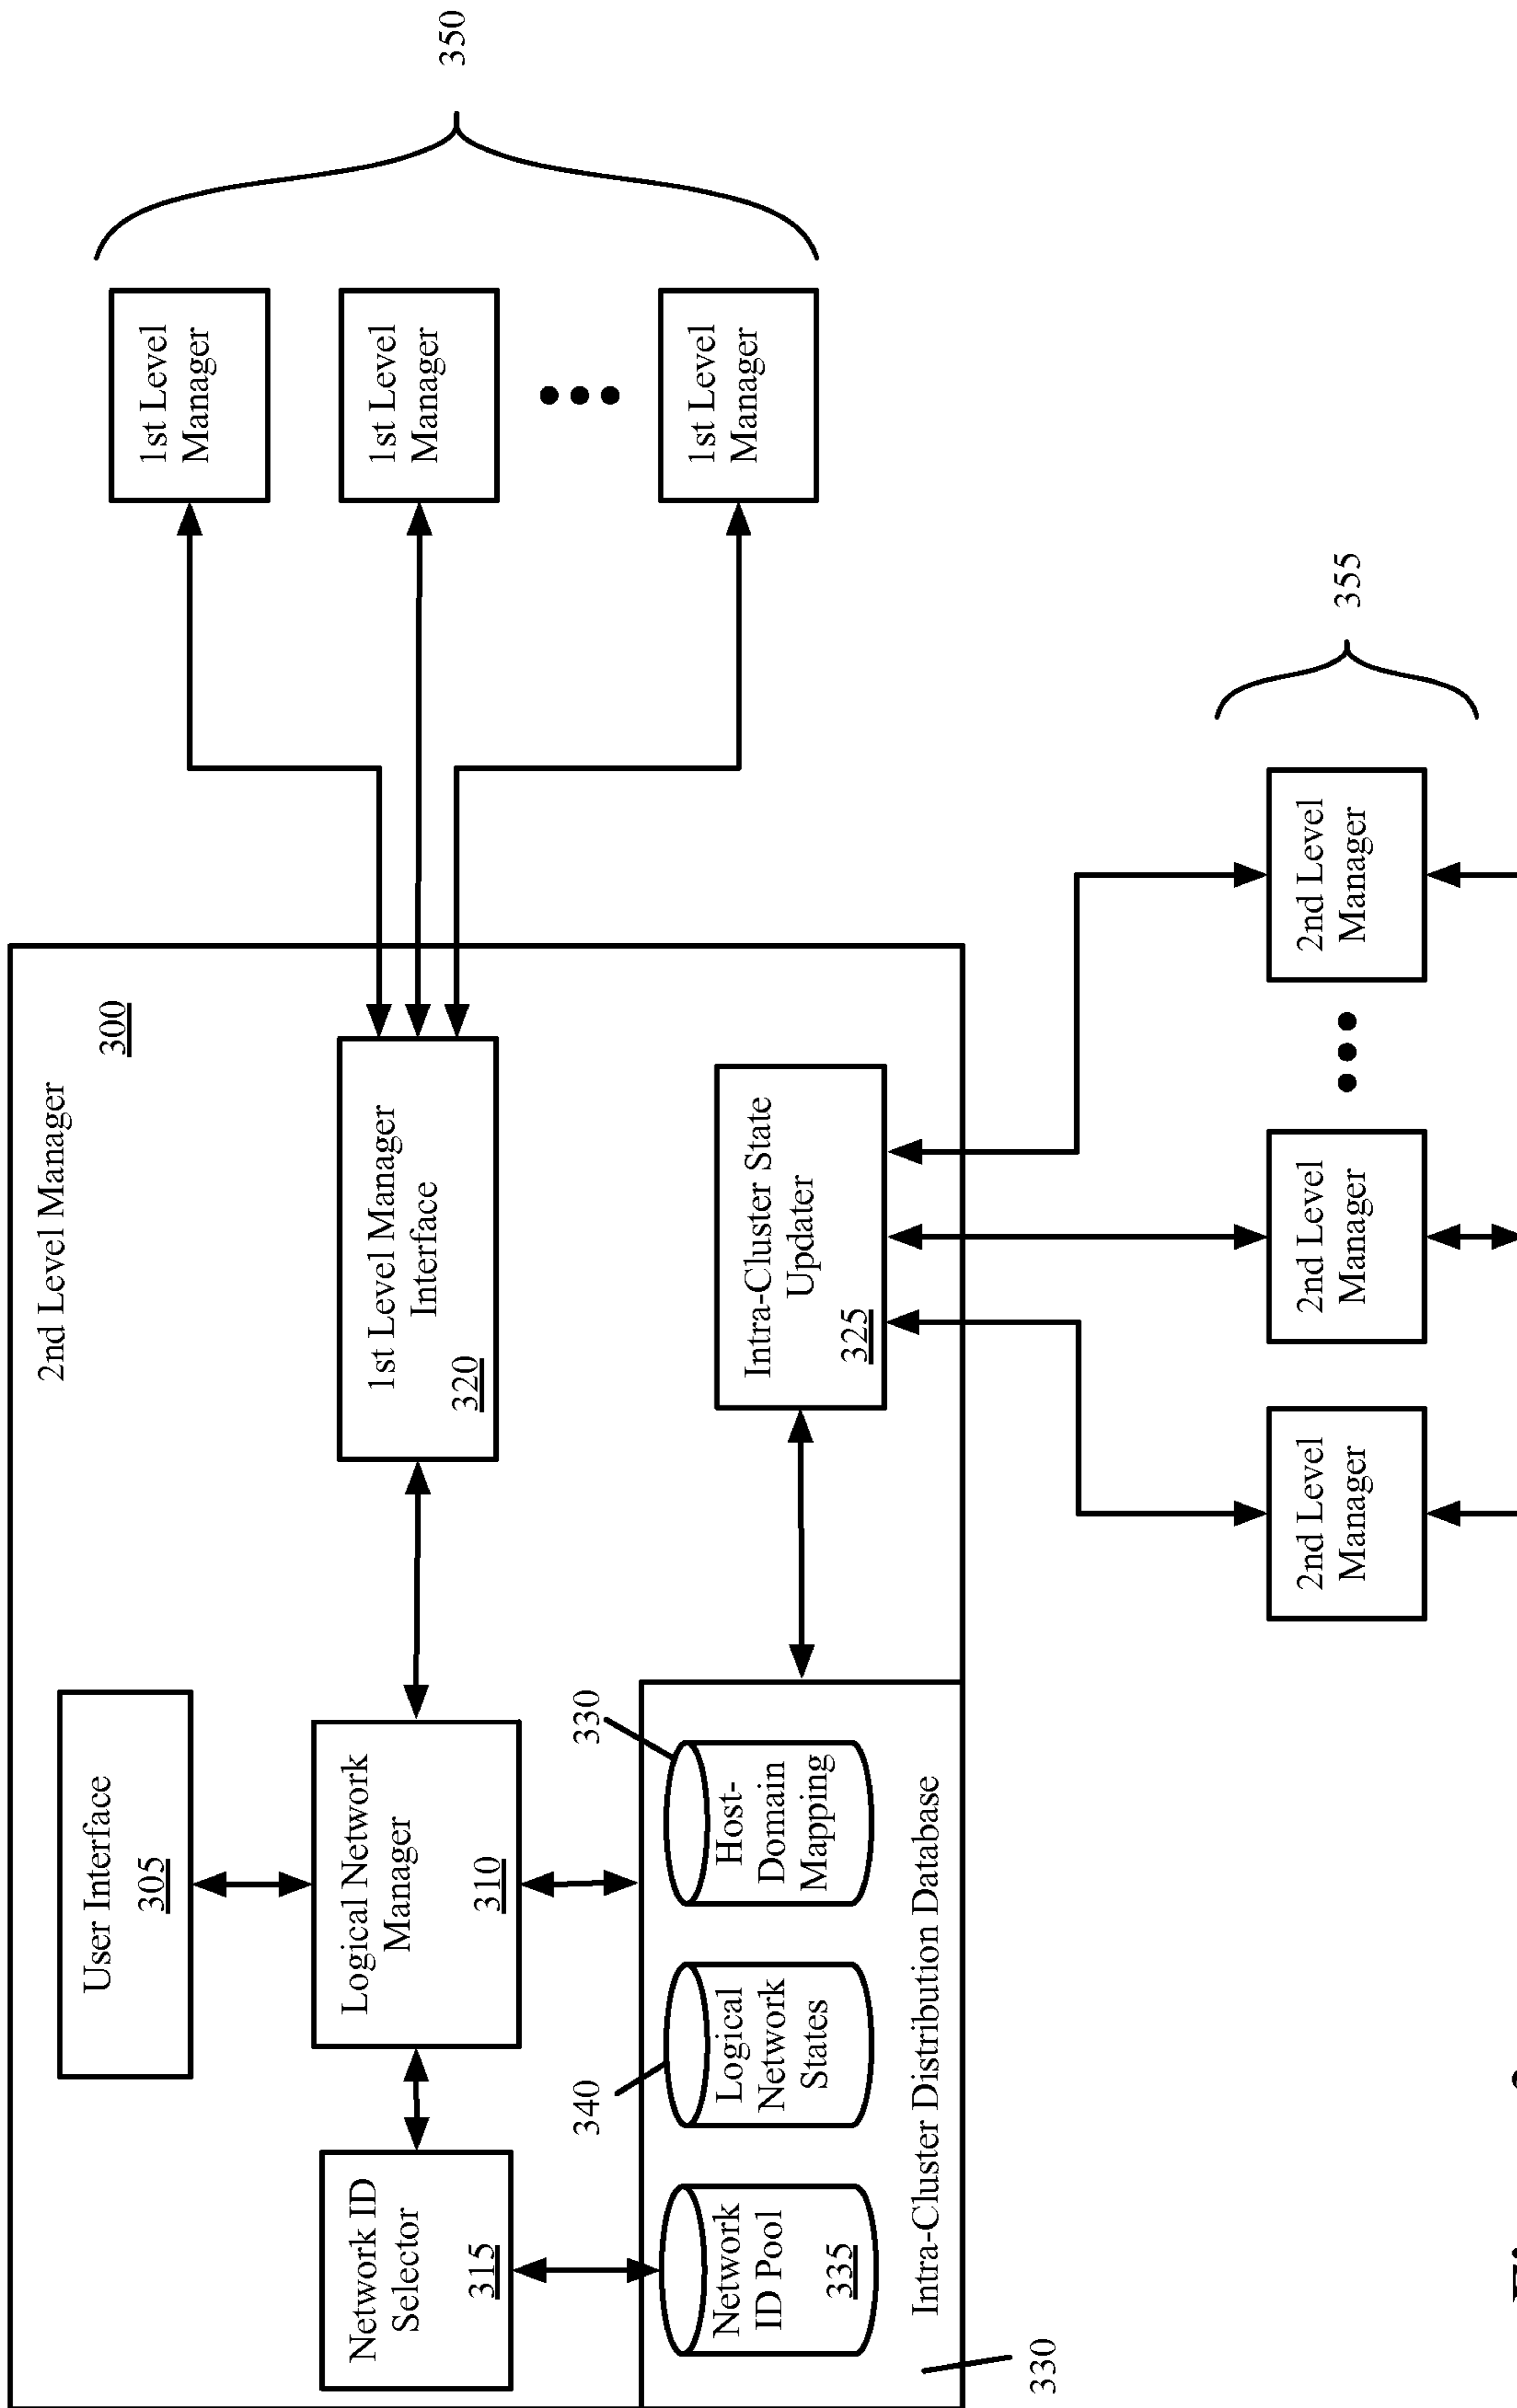 2nd Level Manager
300
User Interface
305
Network ID
Selector
315
Logical Network
Manager
310
1st Level Manager
Interface
320
1st Level
Manager
1st Level
Manager
1st Level
Manager
350
340
330
Network
ID Pool
335
Logical
Network
States
Host-
Domain
Mapping
Intra-Cluster Distribution Database
330
Intra-Cluster State
Updater
325
2nd Level
Manager
2nd Level
Manager
2nd Level
Manager
355